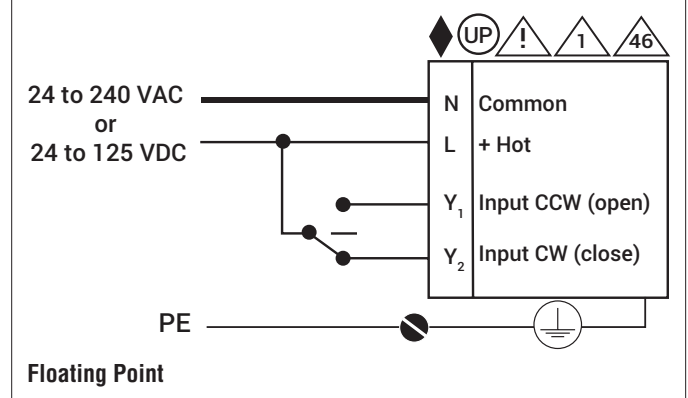 UP ! 1 46
24 to 240 VAC
or
24 to 125 VDC
N Common
L + Hot
Y1 Input CCW (open)
Y2 Input CW (close)
PE
Floating Point